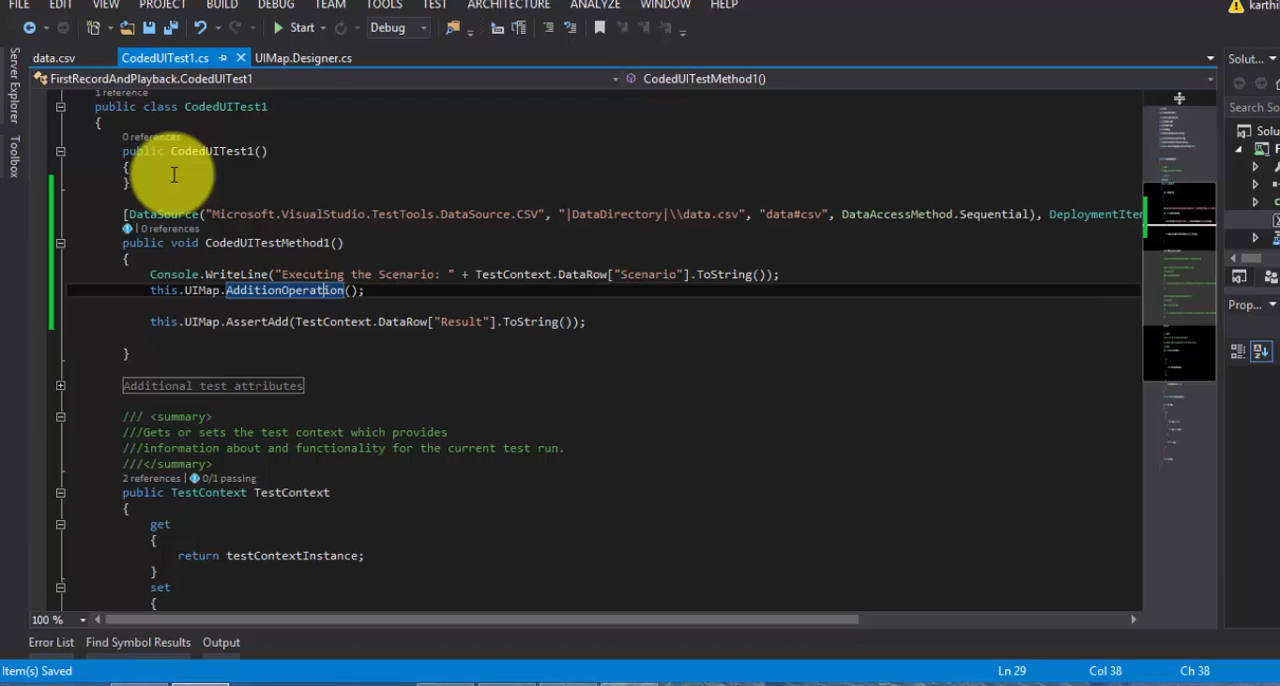 FILE EDIT VIEW PROJECT BUILD DEBUG TEAM TOOLS TEST ARCHITECTURE ANALYZE WINDOW HELP karthi
Start Debug
data.csv CodedUITest1.cs UIMap.Designer.cs Solut...
FirstRecordAndPlayback.CodedUITest1 CodedUITestMethod1()
Server Explorer
Toolbox
1 reference
public class CodedUITest1
{
0 references
public CodedUITest1()
{
}
[DataSource("Microsoft.VisualStudio.TestTools.DataSource.CSV", "|DataDirectory|\\data.csv", "data#csv", DataAccessMethod.Sequential), DeploymentItem
| 0 references
public void CodedUITestMethod1()
{
Console.WriteLine("Executing the Scenario: " + TestContext.DataRow["Scenario"].ToString());
this.UIMap.AdditionOperation();
this.UIMap.AssertAdd(TestContext.DataRow["Result"].ToString());
}
Additional test attributes
/// <summary>
///Gets or sets the test context which provides
///information about and functionality for the current test run.
///</summary>
2 references | 0/1 passing
public TestContext TestContext
{
get
{
return testContextInstance;
}
set
{
Search So
Solu
F
Prop...
100 %
Error List Find Symbol Results Output
Item(s) Saved Ln 29 Col 38 Ch 38